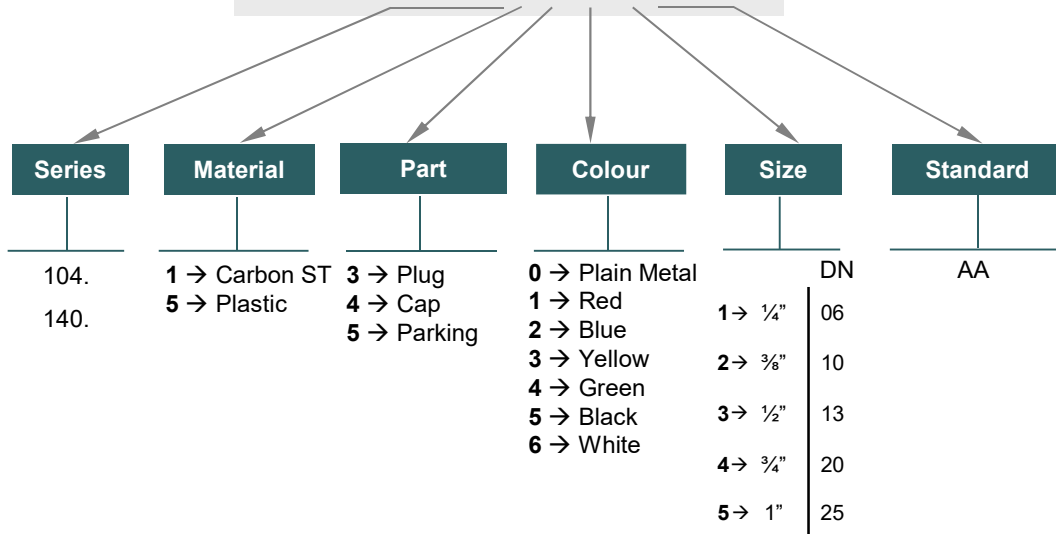 Series
Material
Part
Colour
Size
Standard
104.
140.
1 → Carbon ST
5 → Plastic
3 → Plug
4 → Cap
5 → Parking
0 → Plain Metal
1 → Red
2 → Blue
3 → Yellow
4 → Green
5 → Black
6 → White
DN
1→ ¼” 06
2→ ⅜” 10
3→ ½” 13
4→ ¾” 20
5→ 1” 25
AA